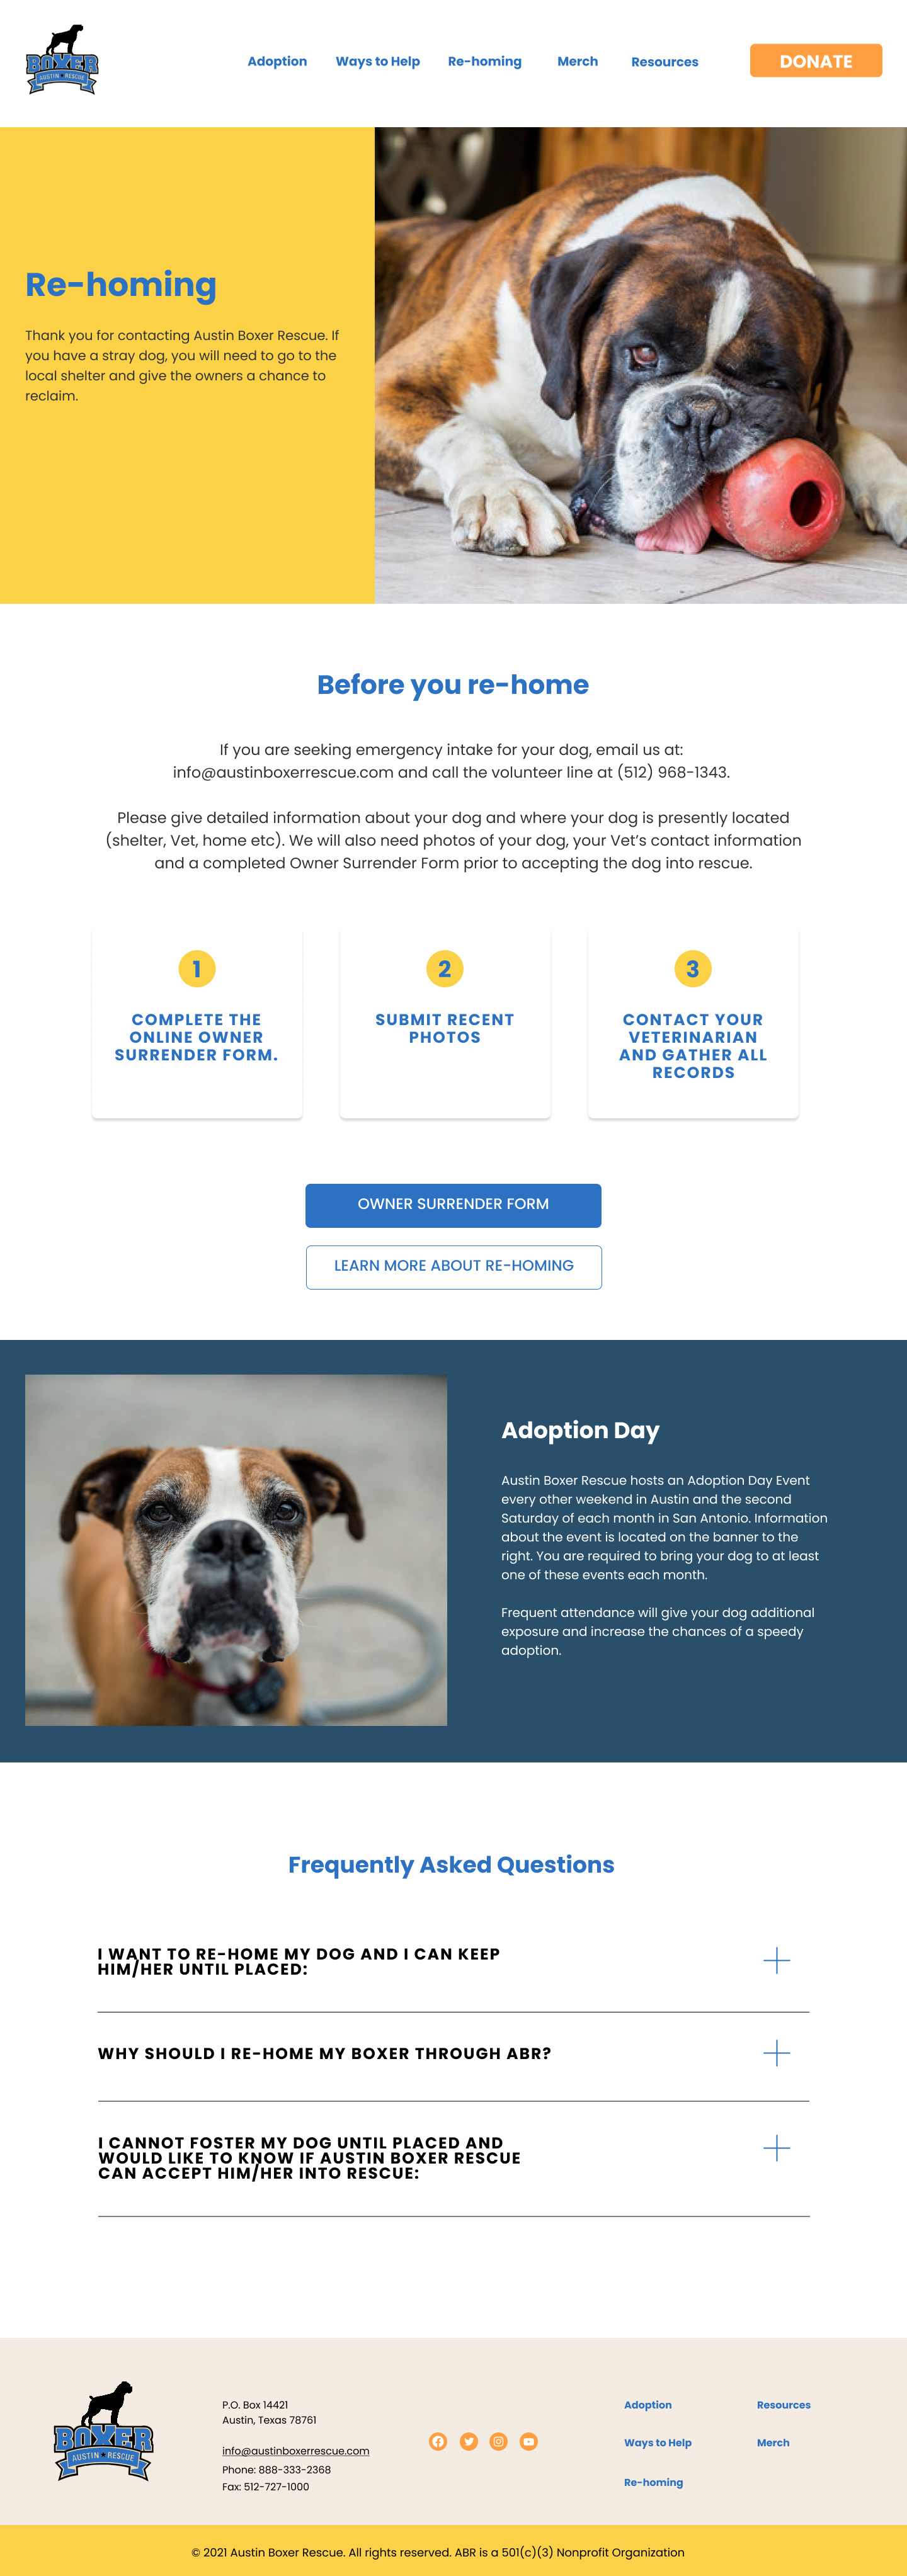 BOXER
AUSTIN RESCUE
Adoption
Ways to Help
Re-homing
Merch
Resources
DONATE
Re-homing
Thank you for contacting Austin Boxer Rescue. If
you have a stray dog, you will need to go to the
local shelter and give the owners a chance to
reclaim.
Before you re-home
If you are seeking emergency intake for your dog, email us at:
info@austinboxerrescue.com and call the volunteer line at (512) 968-1343.
Please give detailed information about your dog and where your dog is presently located
(shelter, Vet, home etc). We will also need photos of your dog, your Vet's contact information
and a completed Owner Surrender Form prior to accepting the dog into rescue.
1
COMPLETE THE
ONLINE OWNER
SURRENDER FORM.
2
SUBMIT RECENT
PHOTOS
3
CONTACT YOUR
VETERINARIAN
AND GATHER ALL
RECORDS
OWNER SURRENDER FORM
LEARN MORE ABOUT RE-HOMING
Adoption Day
Austin Boxer Rescue hosts an Adoption Day Event
every other weekend in Austin and the second
Saturday of each month in San Antonio. Information
about the event is located on the banner to the
right. You are required to bring your dog to at least
one of these events each month.
Frequent attendance will give your dog additional
exposure and increase the chances of a speedy
adoption.
Frequently Asked Questions
I WANT TO RE-HOME MY DOG AND I CAN KEEP
HIM/HER UNTIL PLACED:
WHY SHOULD I RE-HOME MY BOXER THROUGH ABR?
I CANNOT FOSTER MY DOG UNTIL PLACED AND
WOULD LIKE TO KNOW IF AUSTIN BOXER RESCUE
CAN ACCEPT HIM/HER INTO RESCUE:
BOXER
AUSTIN RESCUE
P.O. Box 14421
Austin, Texas 78761
info@austinboxerrescue.com
Phone: 888-333-2368
Fax: 512-727-1000
Adoption
Ways to Help
Re-homing
Resources
Merch
© 2021 Austin Boxer Rescue. All rights reserved. ABR is a 501(c)(3) Nonprofit Organization